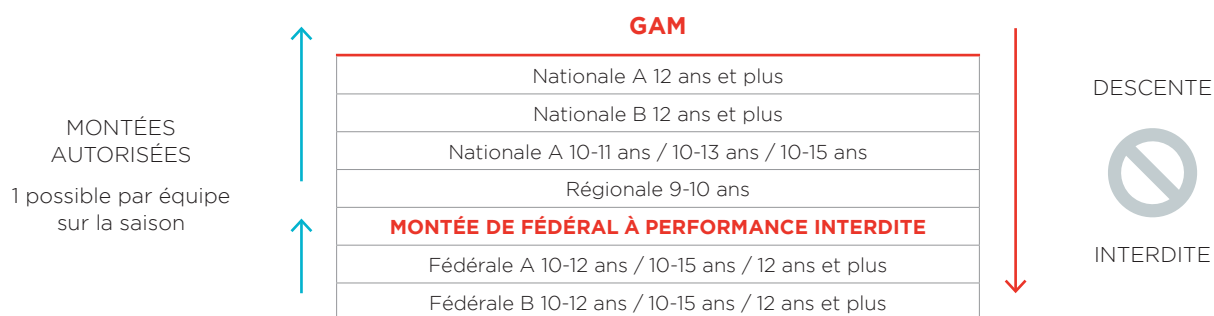 GAM
MONTÉES
AUTORISÉES
1 possible par équipe
sur la saison
Nationale A 12 ans et plus
Nationale B 12 ans et plus
Nationale A 10-11 ans / 10-13 ans / 10-15 ans
Régionale 9-10 ans
MONTÉE DE FÉDÉRAL À PERFORMANCE INTERDITE
Fédérale A 10-12 ans / 10-15 ans / 12 ans et plus
Fédérale B 10-12 ans / 10-15 ans / 12 ans et plus
DESCENTE
INTERDITE